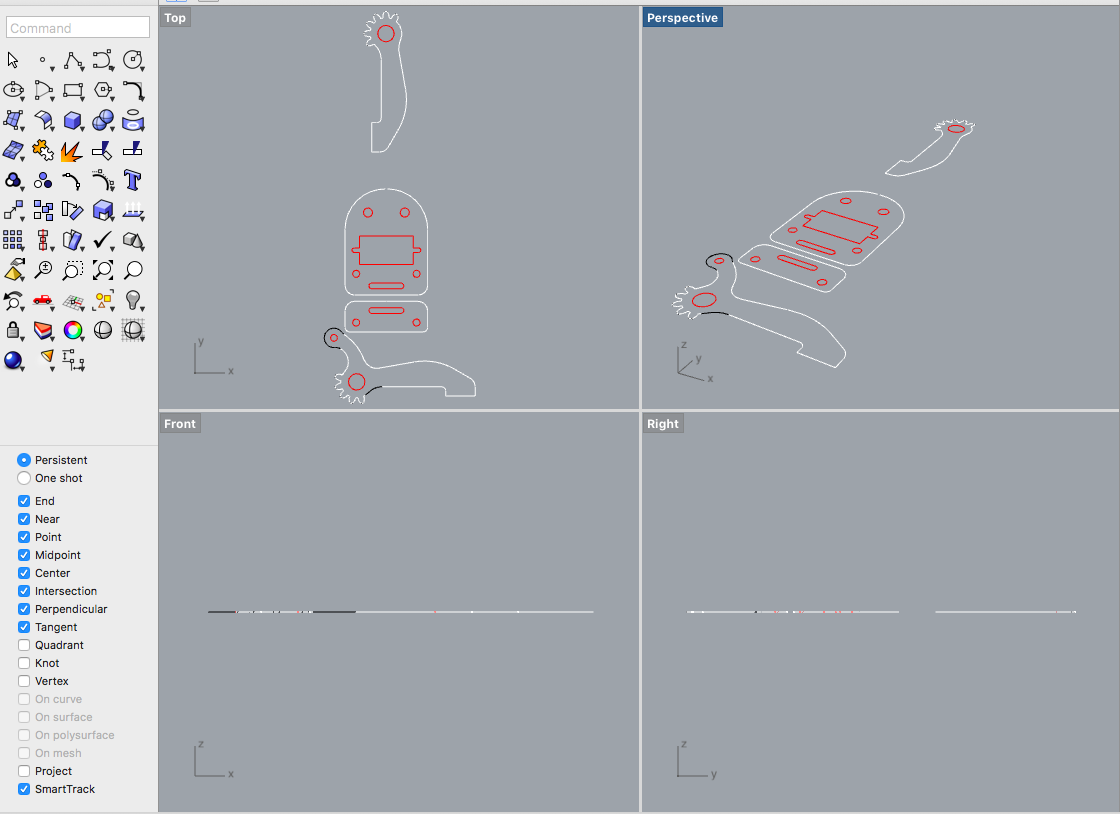 Command
Persistent
One shot
End
Near
Point
Midpoint
Center
Intersection
Perpendicular
Tangent
Quadrant
Knot
Vertex
On curve
On surface
On polysurface
On mesh
Project
SmartTrack
Top
y
x
Perspective
z
y
x
Front
z
x
Right
z
y